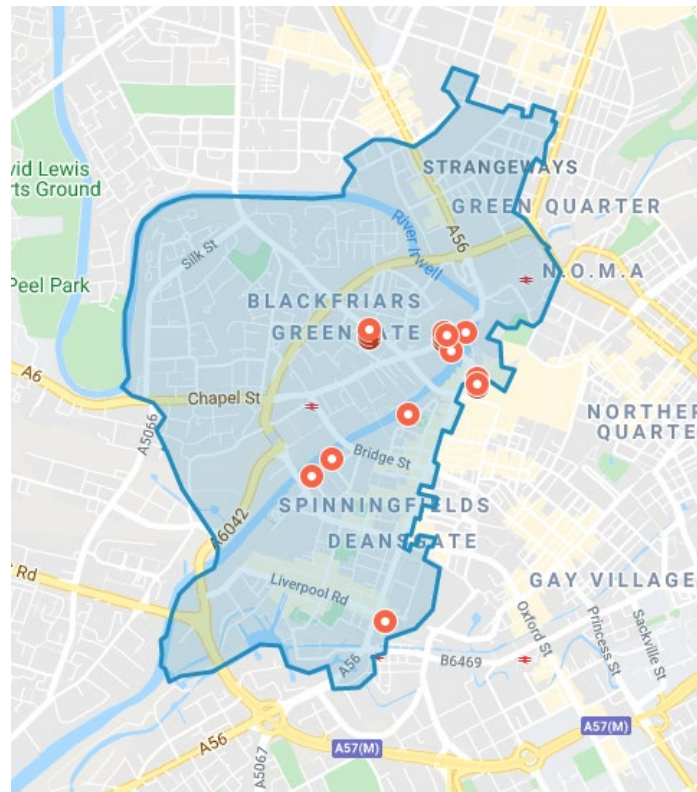 STRANGEWAYS
vid Lewis
rts Ground
GREEN QUARTER
River Irwell
A56
Silk St
N.O.M.A
Peel Park
BLACKFRIARS
GREENGATE
A6
Chapel St
NORTHER
QUARTE
A5066
Bridge St
SPINNINGFIELDS
A6042
DEANSGATE
Rd
Liverpool Rd
GAY VILLAGE
Oxford St
Princess St
Sackville St
A56
B6469
A57(M)
A56
A57(M)
A5067